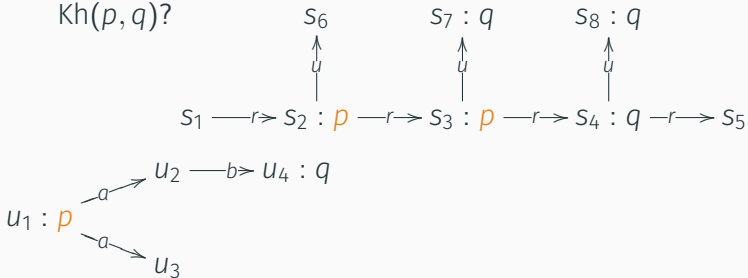 Kh(p, q)?
s₆ s₇ : q s₈ : q
u u u
s₁ r s₂ : p r s₃ : p r s₄ : q r s₅
u₂ b u₄ : q
a
u₁ : p
a
u₃